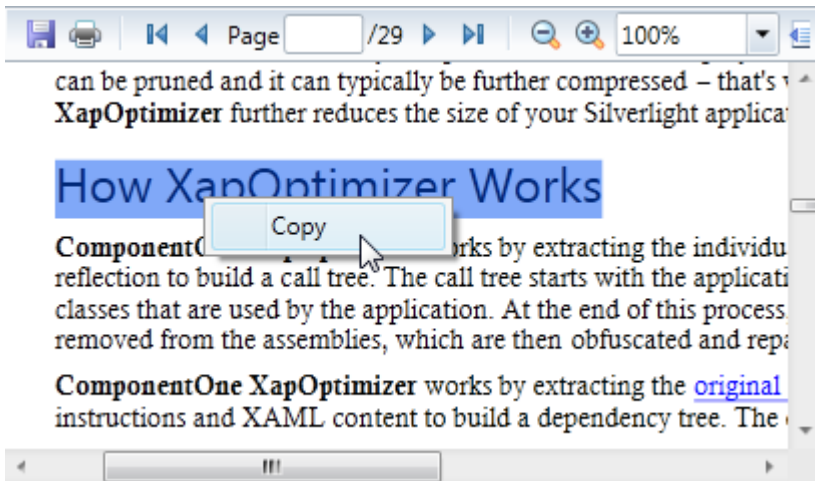 Page /29 100%
can be pruned and it can typically be further compressed – that's
XapOptimizer further reduces the size of your Silverlight applica
How XapOptimizer Works
Copy
ComponentO rks by extracting the individu
reflection to build a call tree. The call tree starts with the applicati
classes that are used by the application. At the end of this process,
removed from the assemblies, which are then obfuscated and repa
ComponentOne XapOptimizer works by extracting the original
instructions and XAML content to build a dependency tree. The